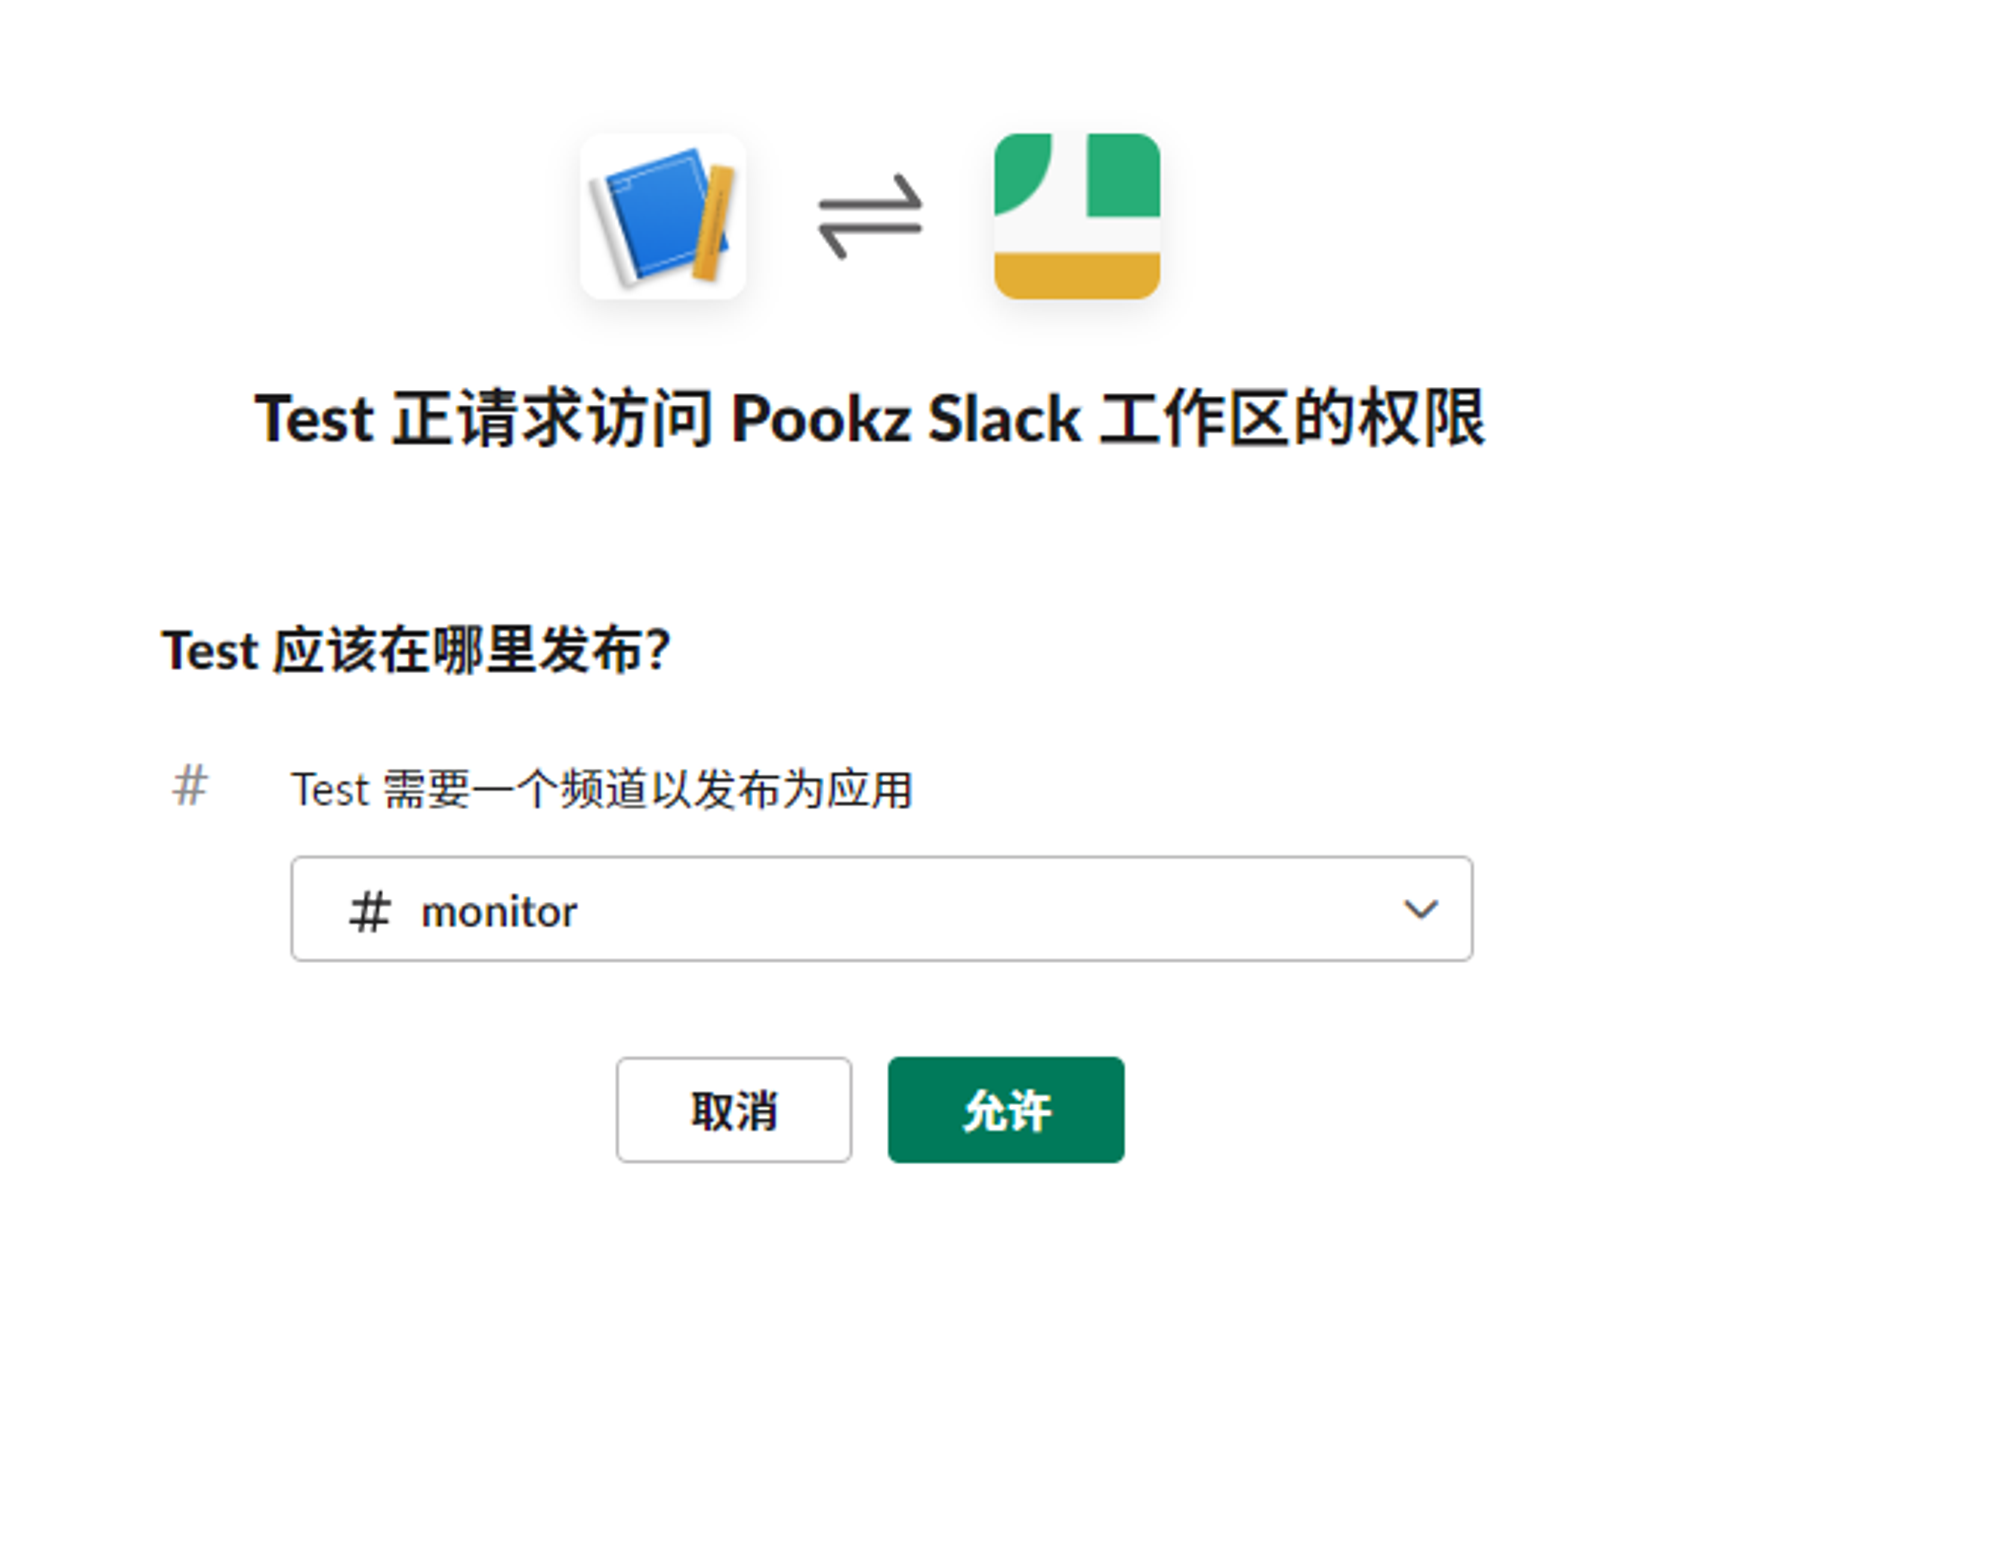 Test 正请求访问 Pookz Slack 工作区的权限
Test 应该在哪里发布?
# Test 需要一个频道以发布为应用
# monitor
取消 允许